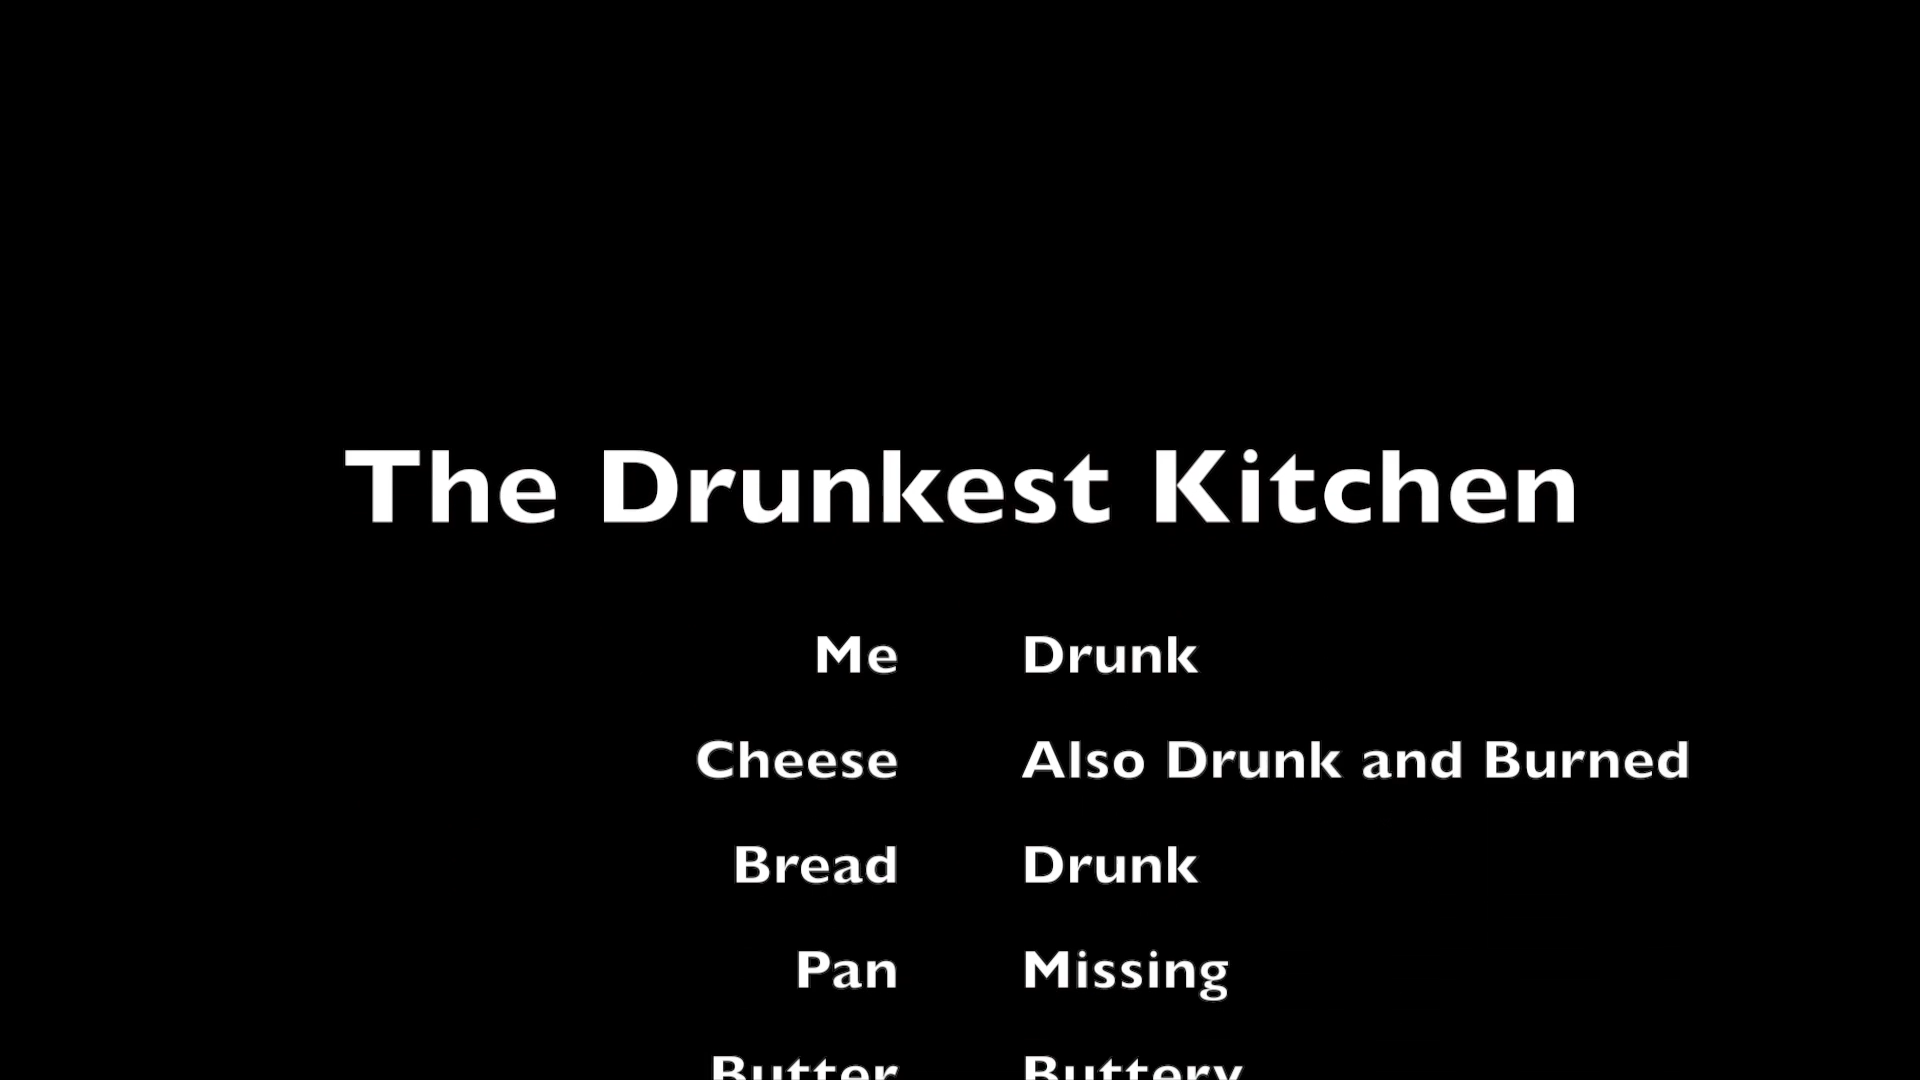 The Drunkest Kitchen
Me Drunk
Cheese Also Drunk and Burned
Bread Drunk
Pan Missing
Butter Buttery